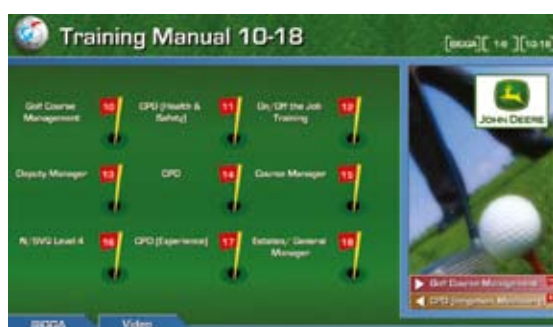 Training Manual 10-18
[BIGGA][ 1-9 ][10-18]
Golf Course
Management
10
CPD (Health &
Safety)
11
On/Off the Job
Training
12
Deputy Manager
13
CPD
14
Course Manager
15
N/SVQ Level 4
16
CPD (Experience)
17
Estates/General
Manager
18
JOHN DEERE
Golf Course Management
BIGGA
Video